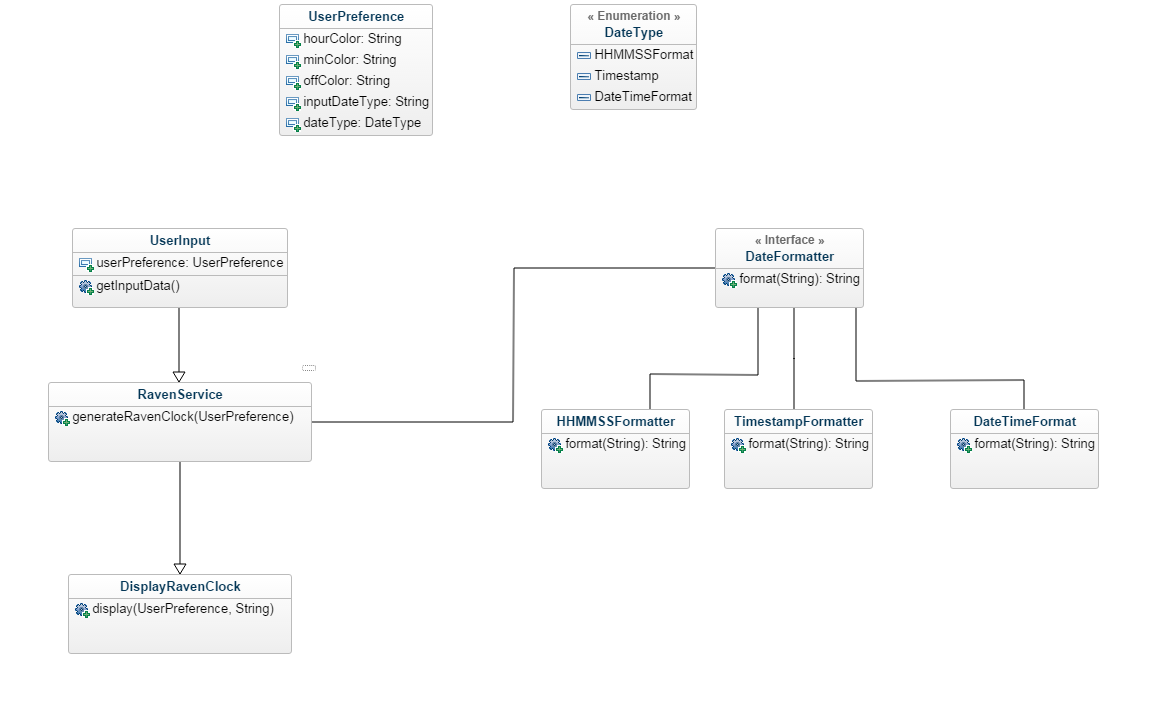 UserPreference
hourColor: String
minColor: String
offColor: String
inputDateType: String
dateType: DateType
« Enumeration »
DateType
HHMMSSFormat
Timestamp
DateTimeFormat
UserInput
userPreference: UserPreference
getInputData()
« Interface »
DateFormatter
format(String): String
RavenService
generateRavenClock(UserPreference)
HHMMSSFormatter
format(String): String
TimestampFormatter
format(String): String
DateTimeFormat
format(String): String
DisplayRavenClock
display(UserPreference, String)